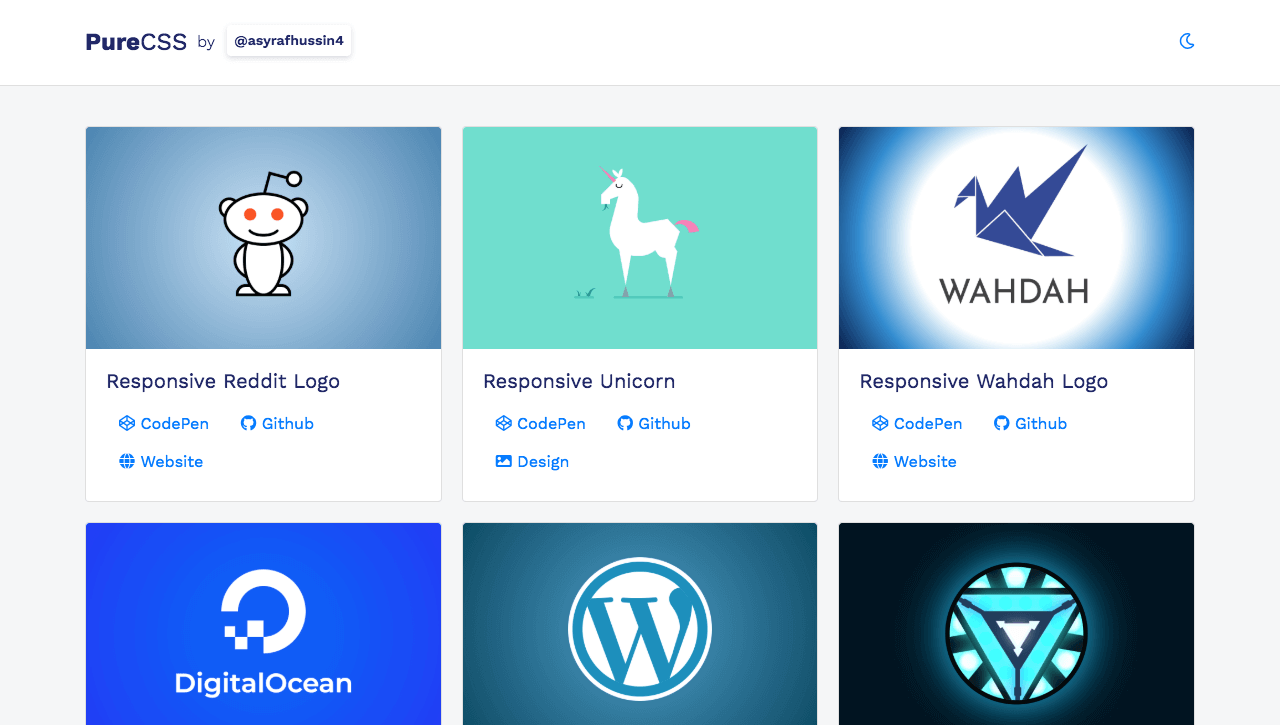 PureCSS by @asyrafhussin4
WAHDAH
Responsive Reddit Logo
CodePen Github
Website
Responsive Unicorn
CodePen Github
Design
Responsive Wahdah Logo
CodePen Github
Website
DigitalOcean
W